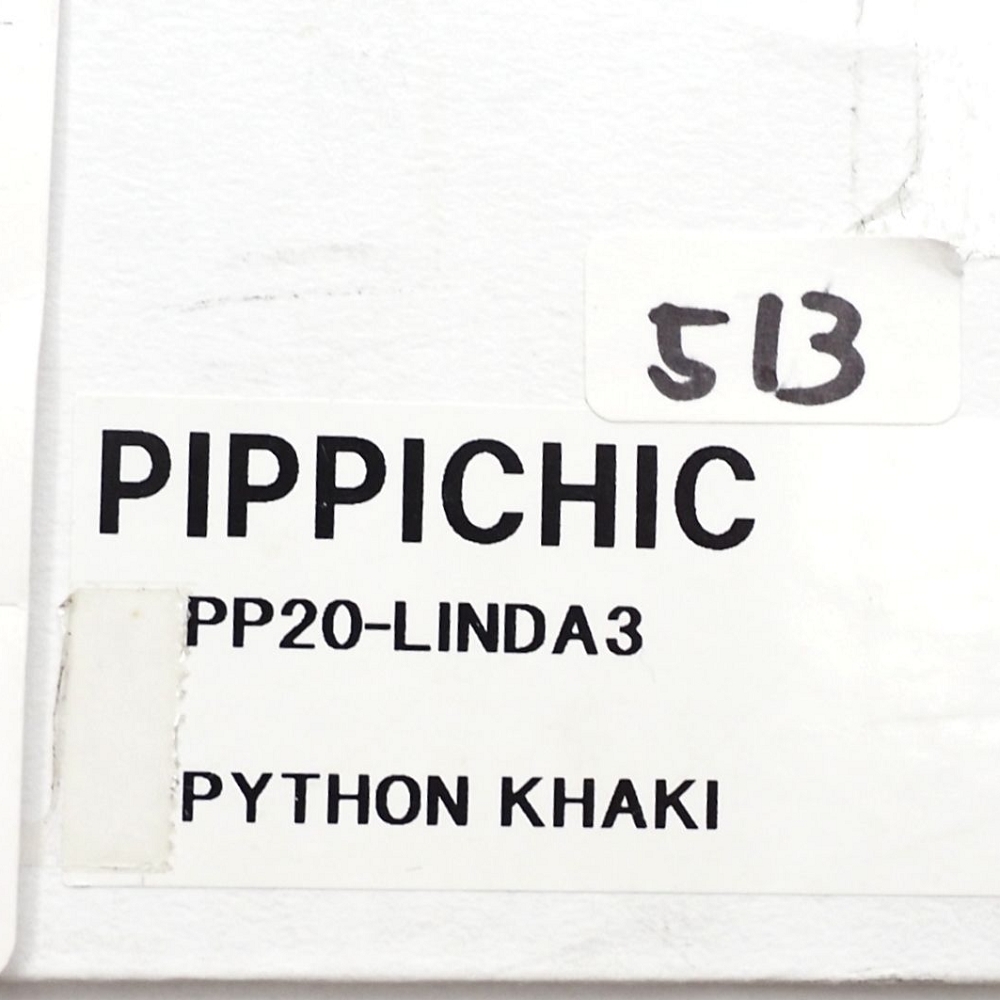 513
PIPPICHIC
PP20-LINDA3
PYTHON KHAKI